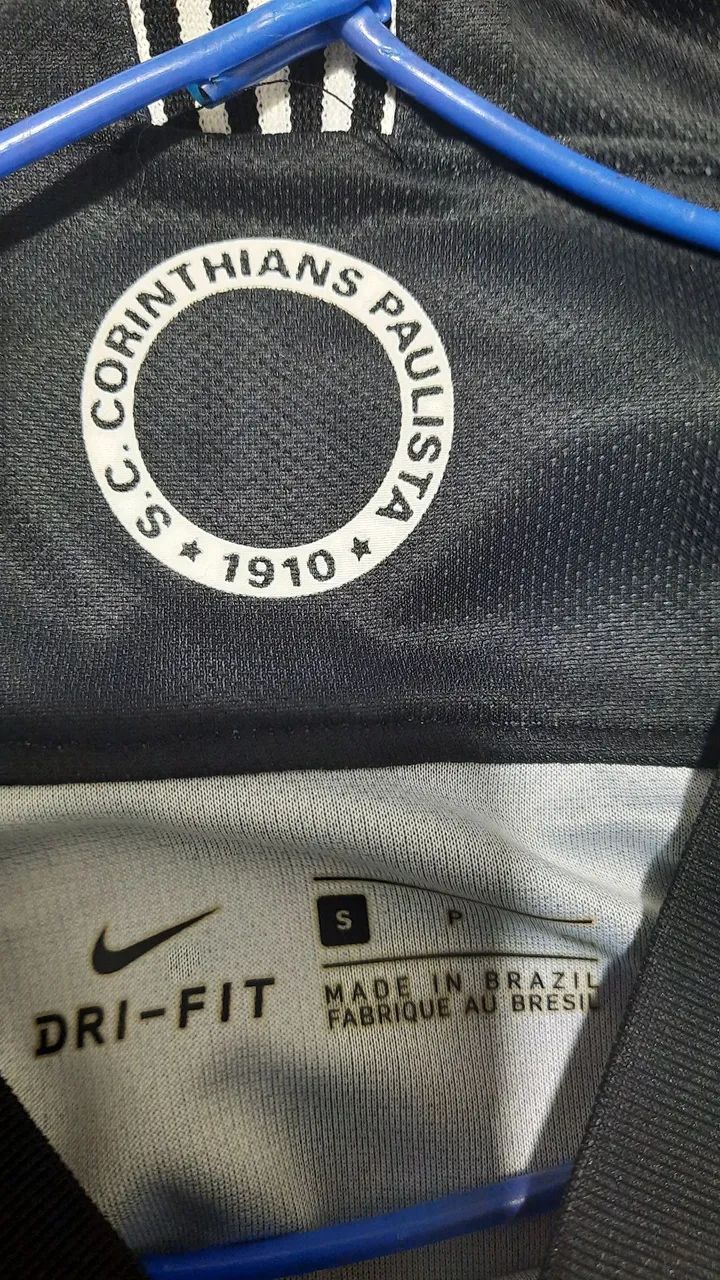 S.C. CORINTHIANS PAULISTA
★ 1910 ★
S P
DRI-FIT
MADE IN BRAZIL
FABRIQUE AU BRESIL